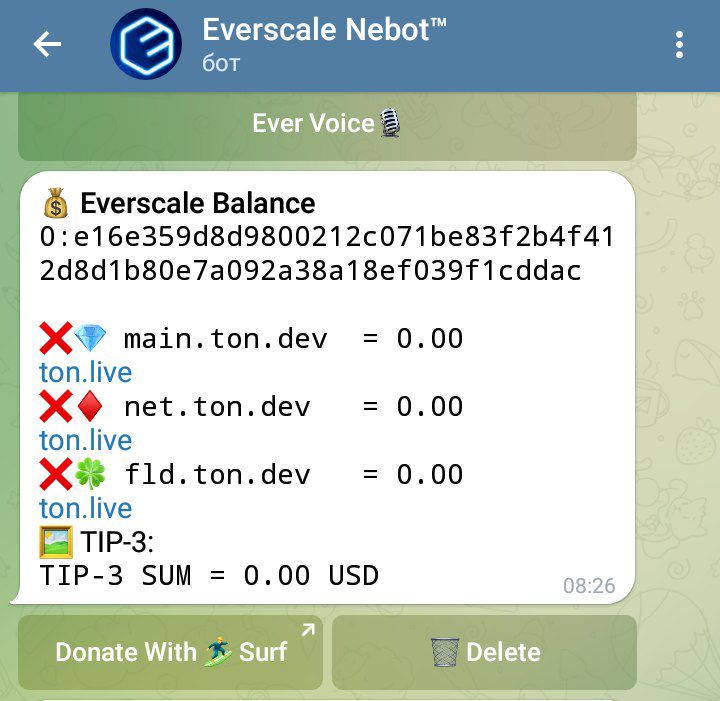 Everscale Nebot™
бот
Ever Voice🎙
💰 Everscale Balance
0:e16e359d8d9800212c071be83f2b4f41
2d8d1b80e7a092a38a18ef039f1cddac
❌💎 main.ton.dev = 0.00
ton.live
❌♦️ net.ton.dev = 0.00
ton.live
❌🍀 fld.ton.dev = 0.00
ton.live
🖼 TIP-3:
TIP-3 SUM = 0.00 USD
08:26
Donate With 🏄 Surf
🗑 Delete